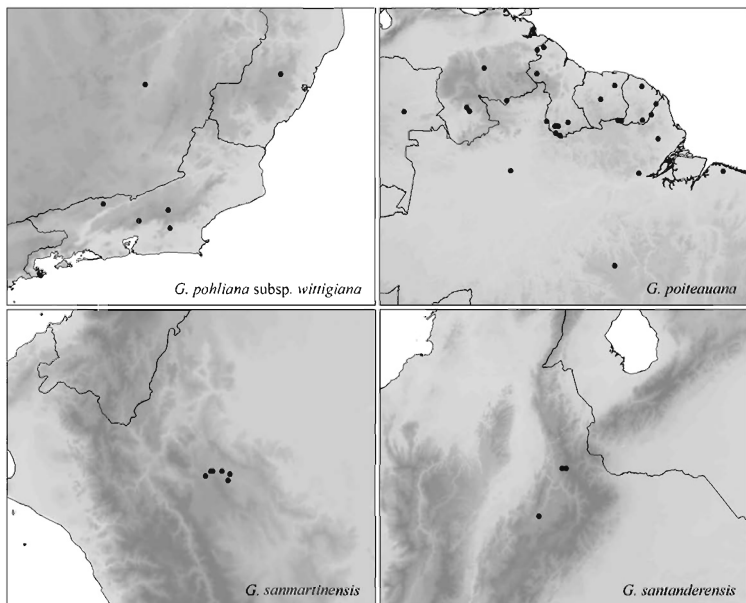 G. pohliana subsp. wittigiana
G. poiteauana
G. sanmartinensis
G. santanderensis